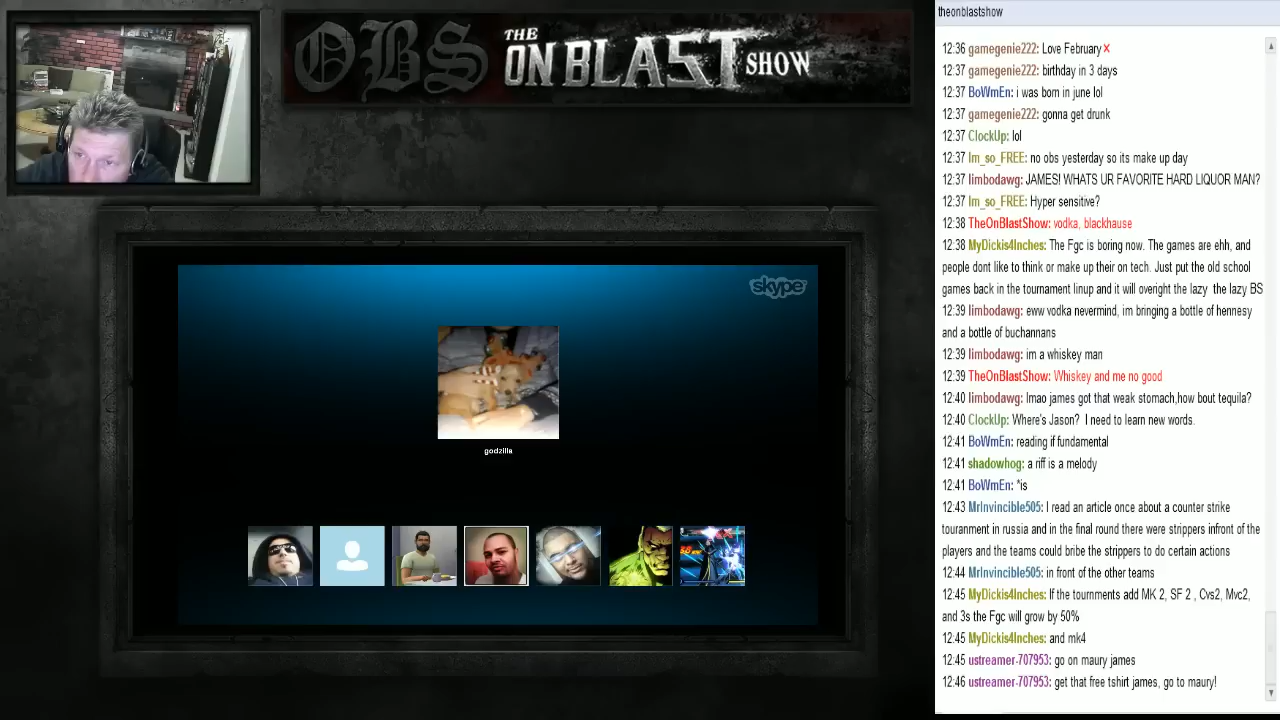 OBS
THE
ON BLAST SHOW
skype
godzilla
theonblastshow
12:36 gamegenie222: Love February
12:37 gamegenie222: birthday in 3 days
12:37 BoWmEn: i was born in june lol
12:37 gamegenie222: gonna get drunk
12:37 ClockUp: lol
12:37 Im_so_FREE: no obs yesterday so its make up day
12:37 limbodawg: JAMES! WHATS UR FAVORITE HARD LIQUOR MAN?
12:37 Im_so_FREE: Hyper sensitive?
12:38 TheOnBlastShow: vodka, blackhause
12:38 MyDickis4Inches: The Fgc is boring now. The games are ehh, and
people dont like to think or make up their on tech. Just put the old school
games back in the tournament linup and it will overight the lazy the lazy BS
12:39 limbodawg: eww vodka nevermind, im bringing a bottle of hennesy
and a bottle of buchannans
12:39 limbodawg: im a whiskey man
12:39 TheOnBlastShow: Whiskey and me no good
12:40 limbodawg: lmao james got that weak stomach,how bout tequila?
12:40 ClockUp: Where's Jason? I need to learn new words.
12:41 BoWmEn: reading if fundamental
12:41 shadowhog: a riff is a melody
12:41 BoWmEn: *is
12:43 MrInvincible505: I read an article once about a counter strike
touranment in russia and in the final round there were strippers infront of the
players and the teams could bribe the strippers to do certain actions
12:44 MrInvincible505: in front of the other teams
12:45 MyDickis4Inches: If the tournments add MK 2, SF 2 , Cvs2, Mvc2,
and 3s the Fgc will grow by 50%
12:45 MyDickis4Inches: and mk4
12:45 ustreamer-707953: go on maury james
12:46 ustreamer-707953: get that free tshirt james, go to maury!